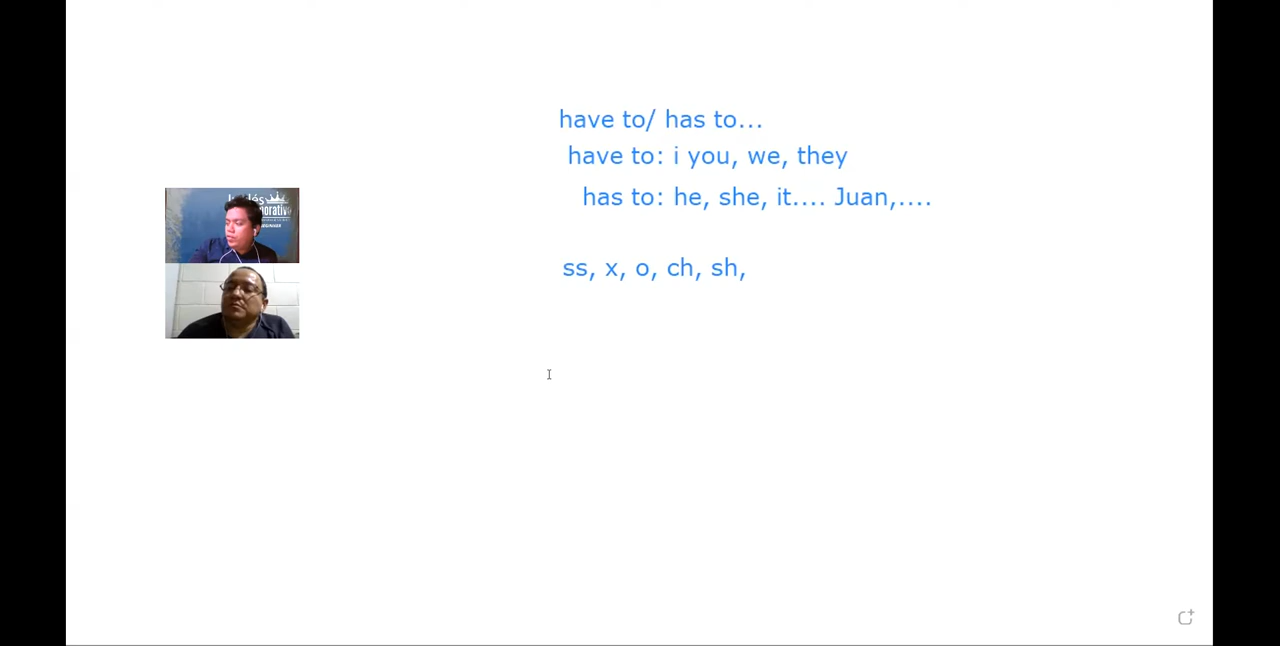 have to/ has to...
have to: i you, we, they
has to: he, she, it.... Juan,....
ss, x, o, ch, sh,